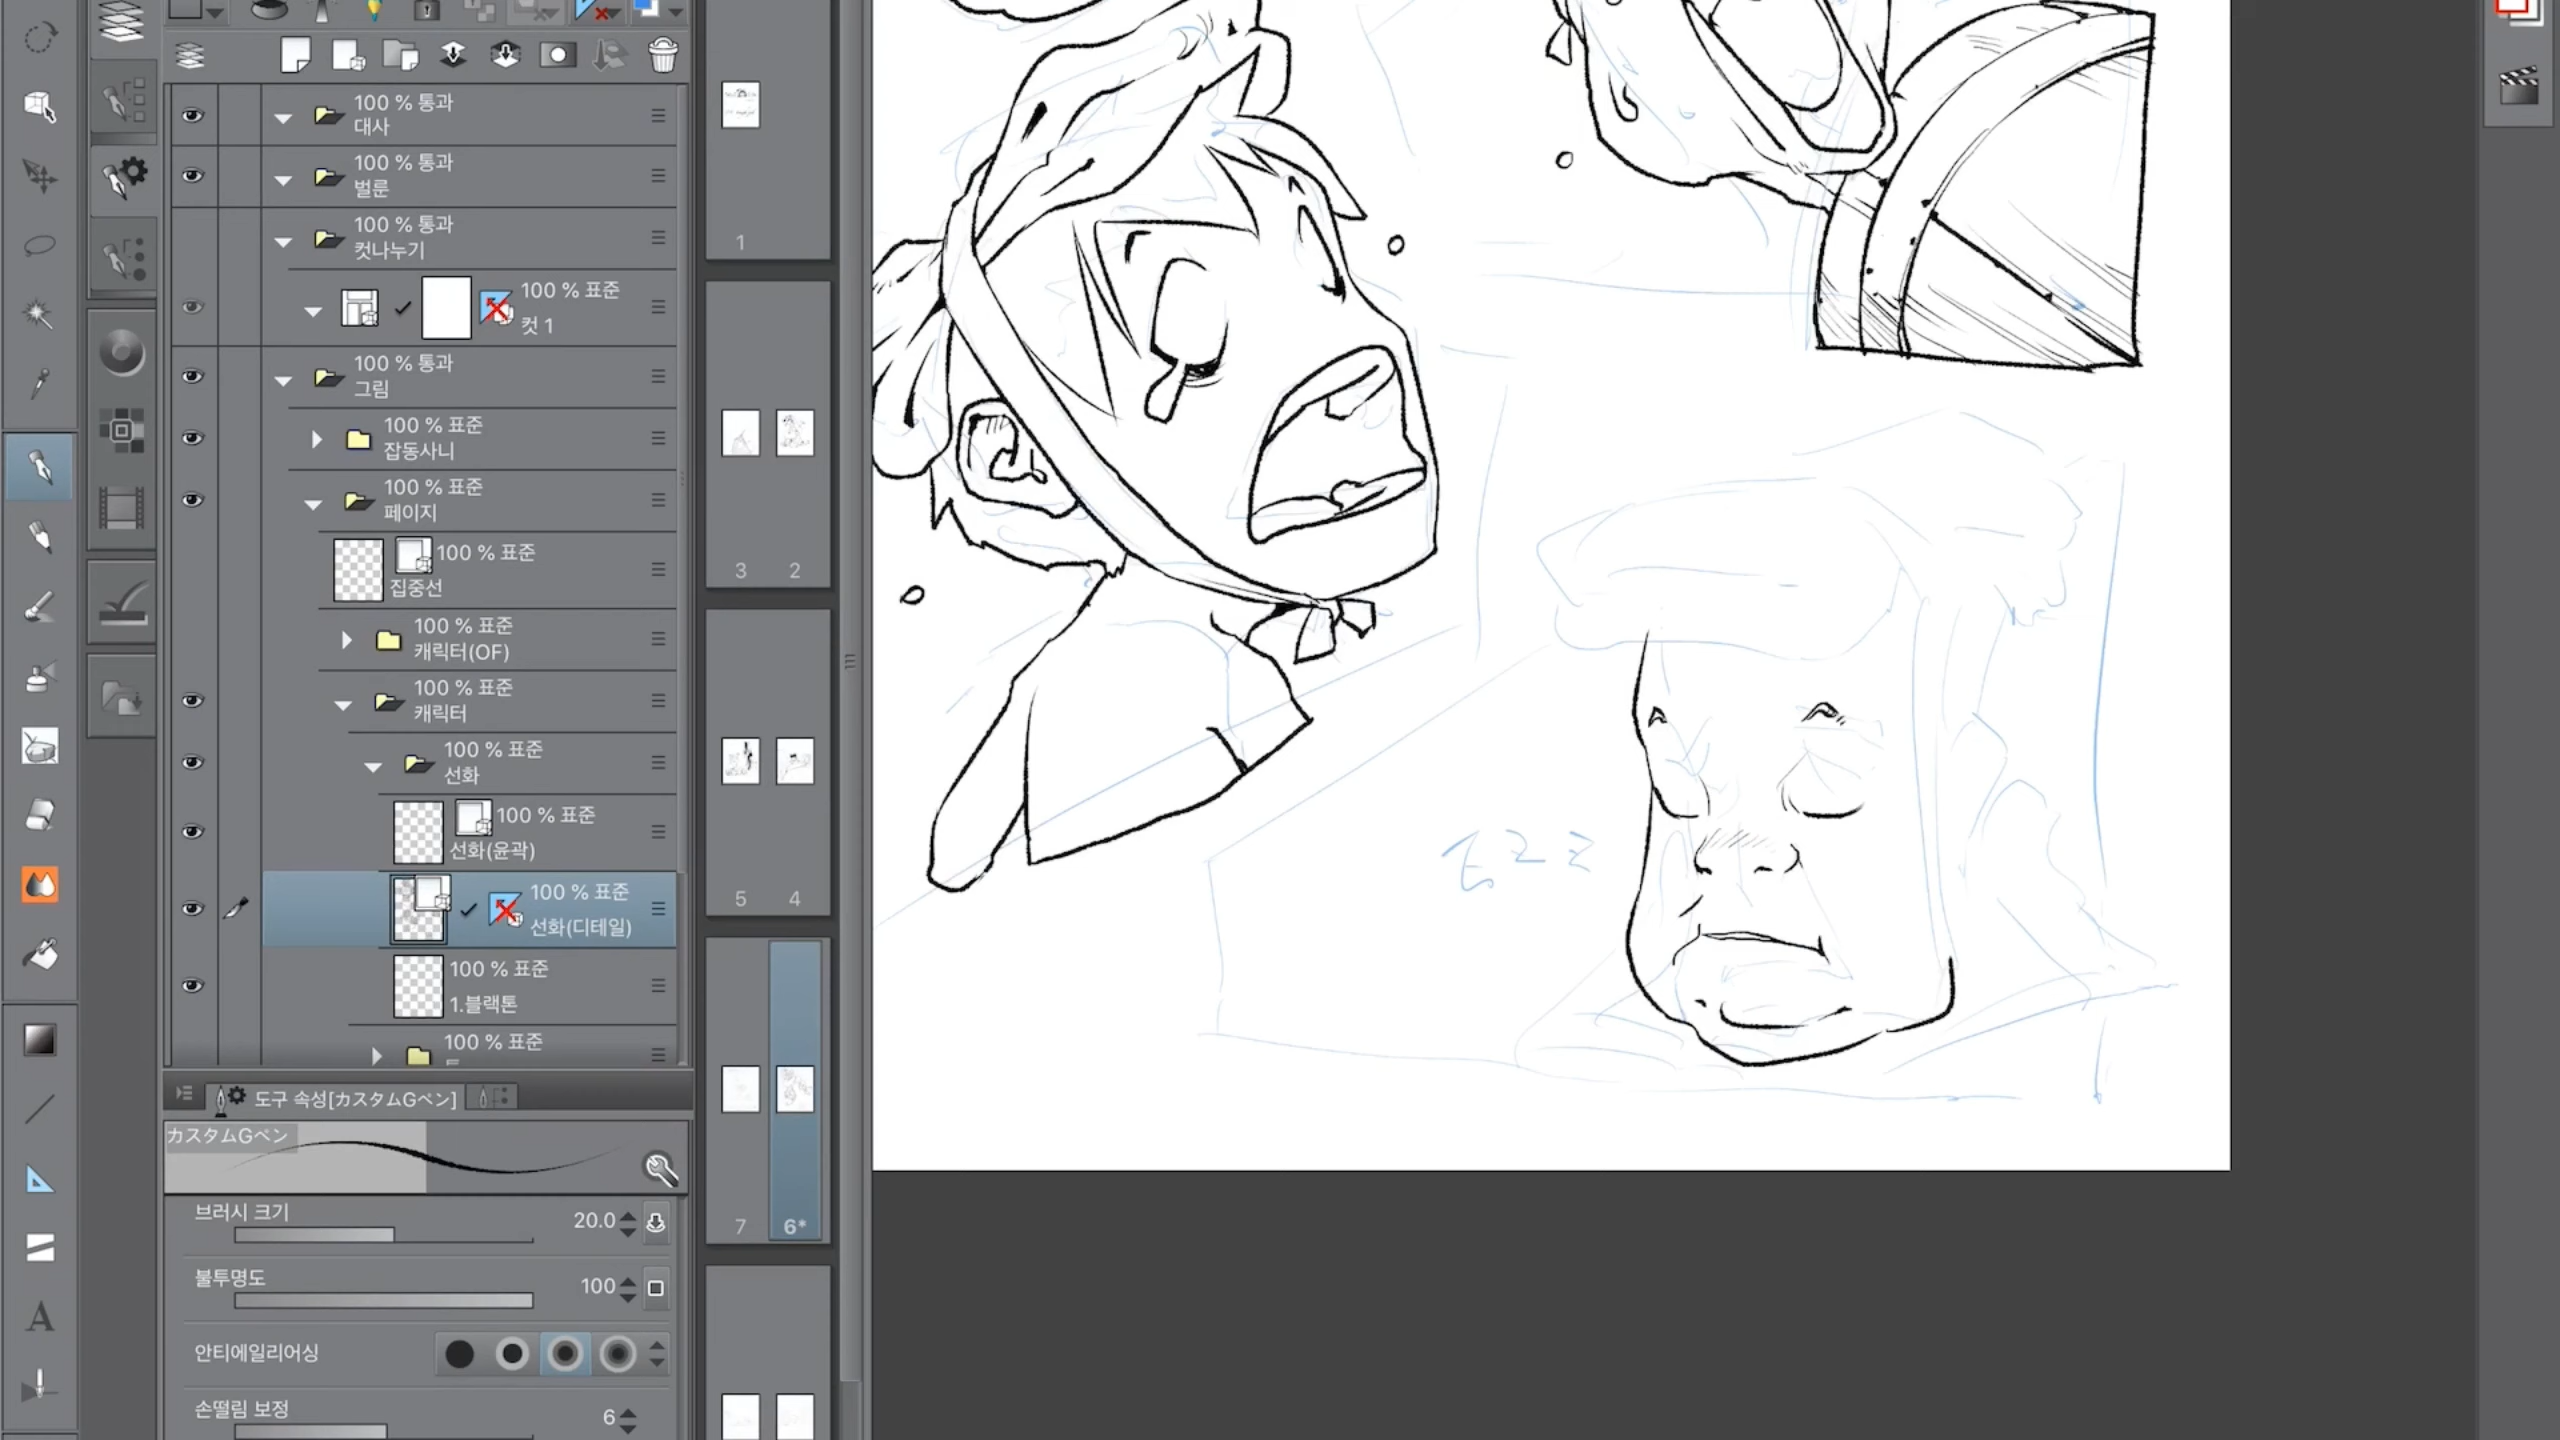 100 % 통과
대사
100 % 통과
벌룬
100 % 통과
컷나누기
100 % 표준
컷 1
100 % 통과
그림
100 % 표준
잡동사니
100 % 표준
페이지
100 % 표준
집중선
100 % 표준
캐릭터(OF)
100 % 표준
캐릭터
100 % 표준
선화
100 % 표준
선화(윤곽)
100 % 표준
선화(디테일)
100 % 표준
1.블랙톤
100 % 표준
도구 속성[カスタムGペン]
カスタムGペン
브러시 크기
20.0
불투명도
100
안티에일리어싱
손떨림 보정
6
1
3 2
5 4
7 6*